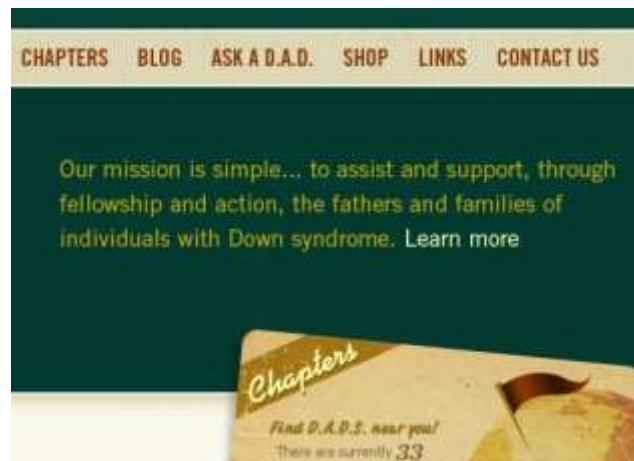 CHAPTERS BLOG ASK A D.A.D. SHOP LINKS CONTACT US
Our mission is simple... to assist and support, through
fellowship and action, the fathers and families of
individuals with Down syndrome. Learn more
Chapters
Find D.A.D.S. near you!
There are currently 33